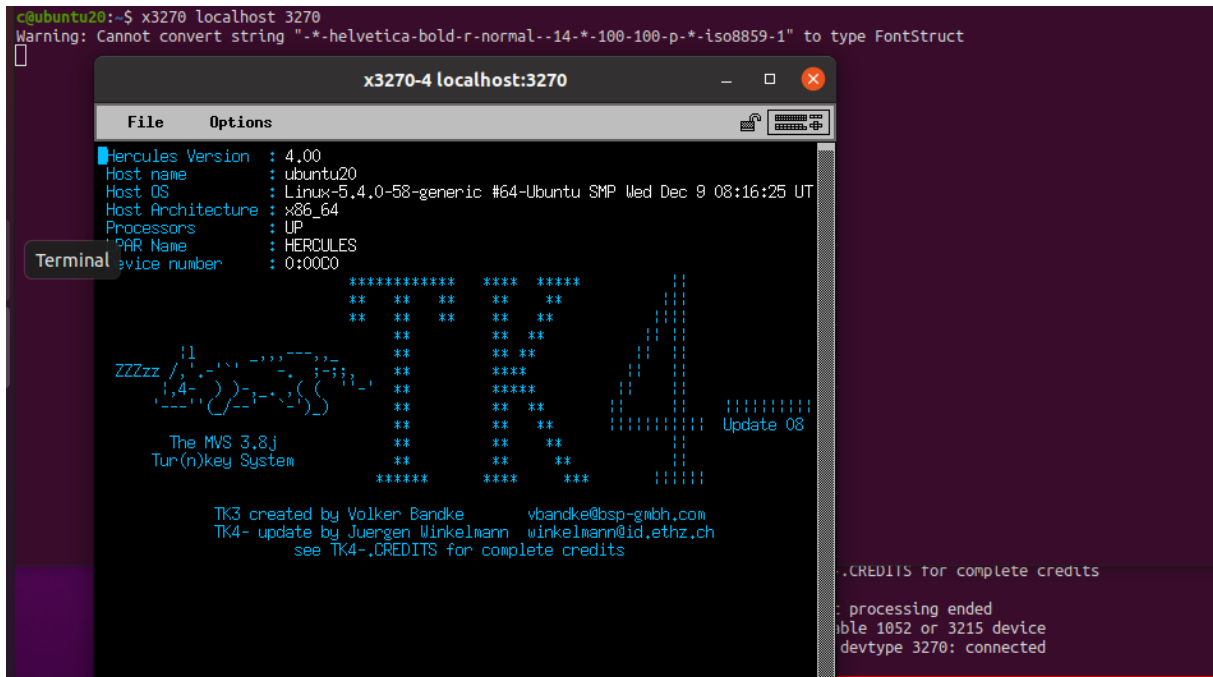 c@ubuntu20:~$ x3270 localhost 3270
Warning: Cannot convert string "-*-helvetica-bold-r-normal--14-*-100-100-p-*-iso8859-1" to type FontStruct
x3270-4 localhost:3270
File Options
Hercules Version : 4.00
Host name : ubuntu20
Host OS : Linux-5.4.0-58-generic #64-Ubuntu SMP Wed Dec 9 08:16:25 UT
Host Architecture : x86_64
Processors : UP
LPAR Name : HERCULES
Device number : 0:00C0
Terminal
TK4-
ZZZzz
Update 08
The MVS 3.8j
Tur(n)key System
TK3 created by Volker Bandke vbandke@bsp-gmbh.com
TK4- update by Juergen Winkelmann winkelmann@id.ethz.ch
see TK4-.CREDITS for complete credits
.CREDITS for complete credits
processing ended
able 1052 or 3215 device
devtype 3270: connected